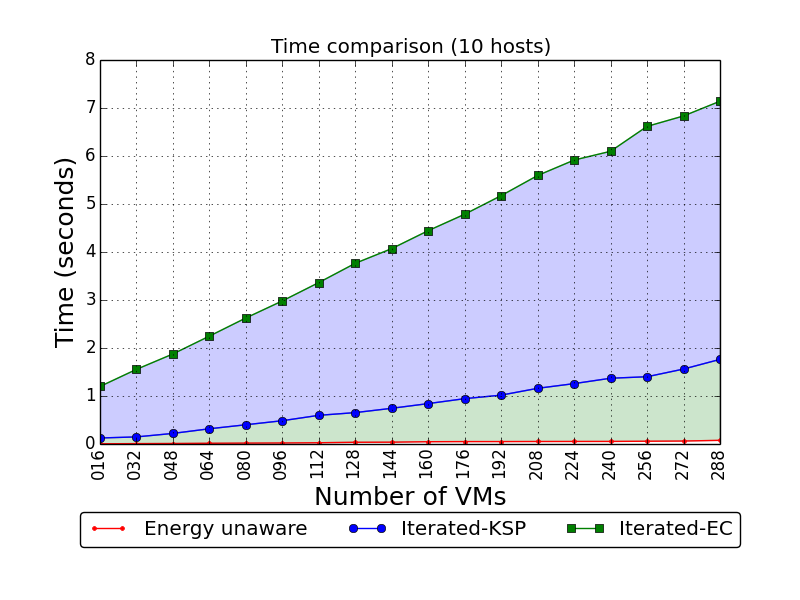 Time comparison (10 hosts)
8
7
6
5
4
3
2
1
0
Time (seconds)
016 032 048 064 080 096 112 128 144 160 176 192 208 224 240 256 272 288
Number of VMs
Energy unaware Iterated-KSP Iterated-EC